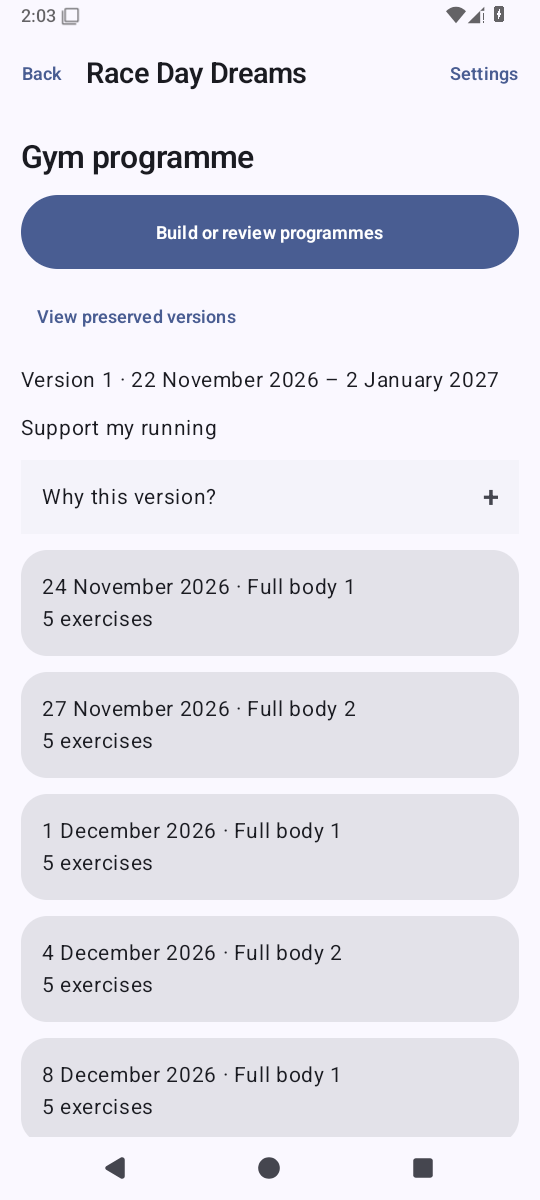 2:03
Back Race Day Dreams Settings
Gym programme
Build or review programmes
View preserved versions
Version 1 · 22 November 2026 – 2 January 2027
Support my running
Why this version? +
24 November 2026 · Full body 1
5 exercises
27 November 2026 · Full body 2
5 exercises
1 December 2026 · Full body 1
5 exercises
4 December 2026 · Full body 2
5 exercises
8 December 2026 · Full body 1
5 exercises